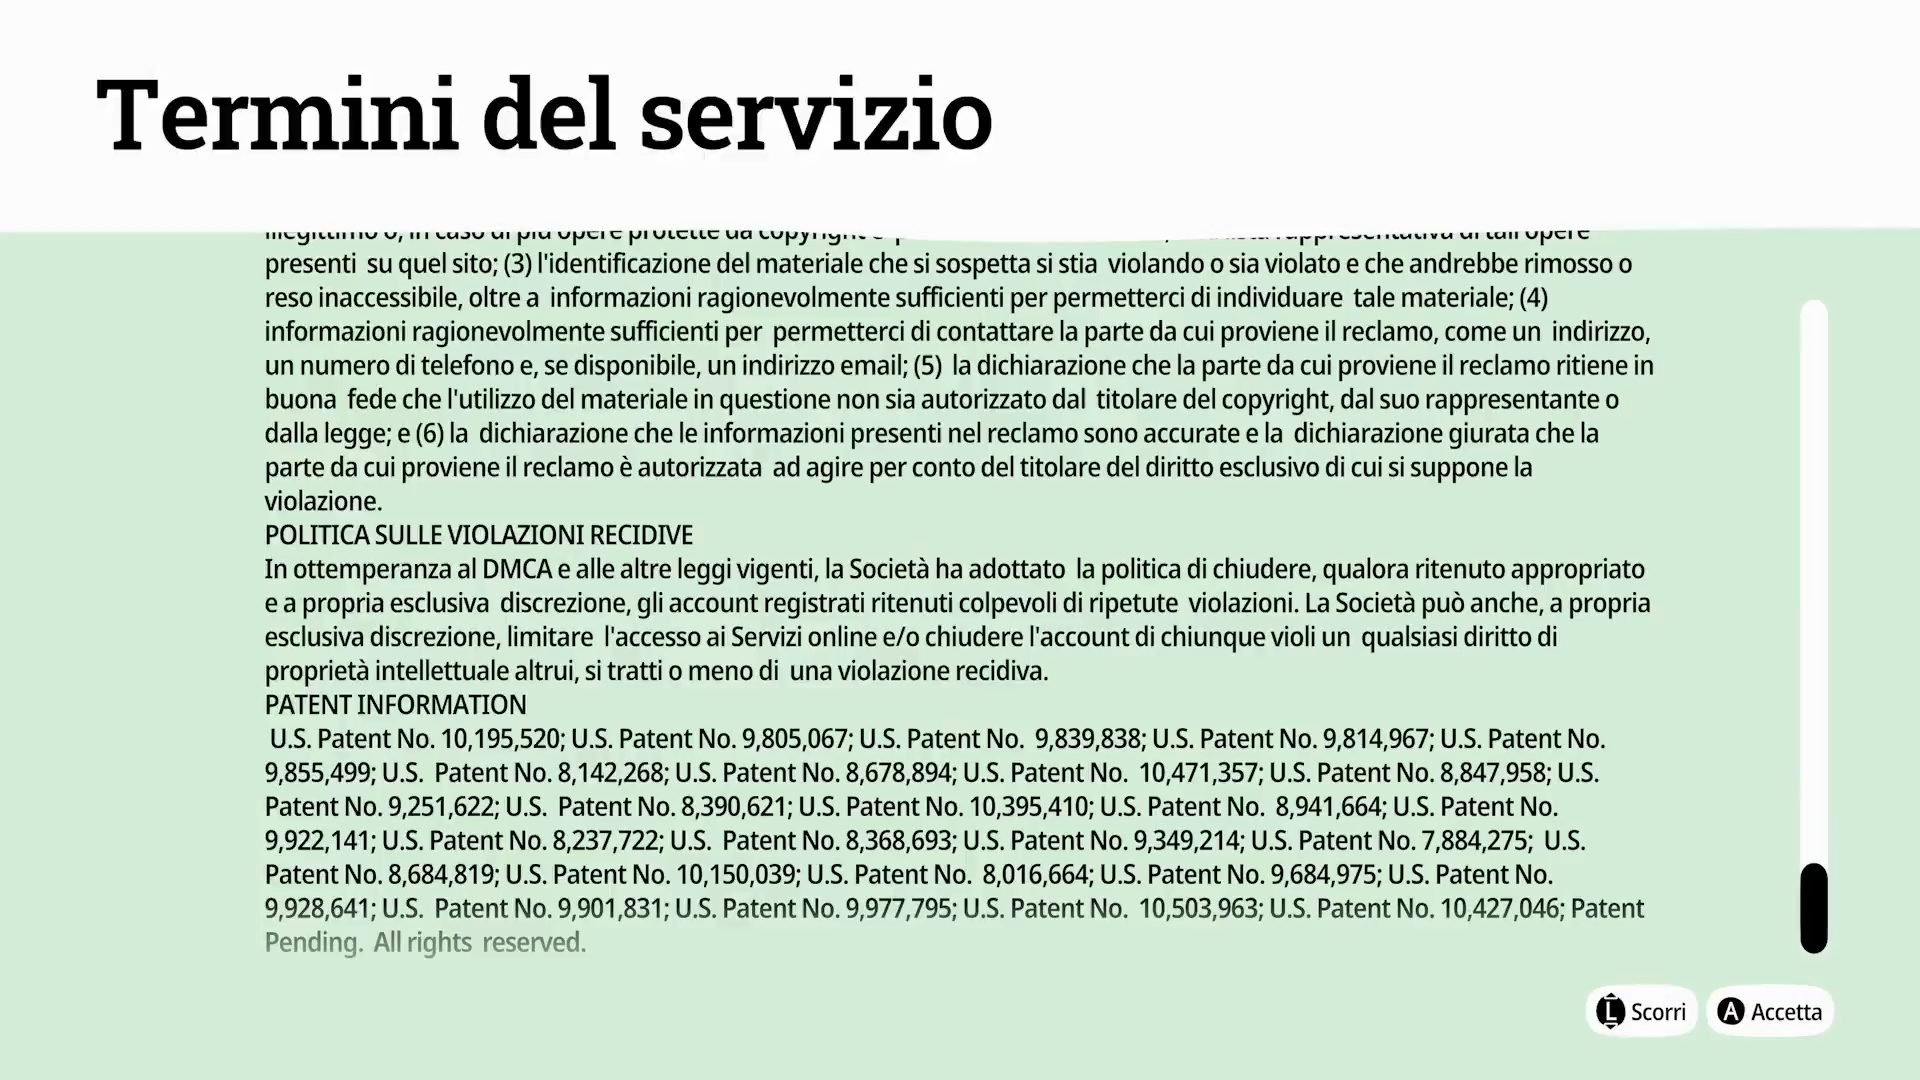 Termini del servizio
presenti su quel sito; (3) l'identificazione del materiale che si sospetta si stia violando o sia violato e che andrebbe rimosso o
reso inaccessibile, oltre a informazioni ragionevolmente sufficienti per permetterci di individuare tale materiale; (4)
informazioni ragionevolmente sufficienti per permetterci di contattare la parte da cui proviene il reclamo, come un indirizzo,
un numero di telefono e, se disponibile, un indirizzo email; (5) la dichiarazione che la parte da cui proviene il reclamo ritiene in
buona fede che l'utilizzo del materiale in questione non sia autorizzato dal titolare del copyright, dal suo rappresentante o
dalla legge; e (6) la dichiarazione che le informazioni presenti nel reclamo sono accurate e la dichiarazione giurata che la
parte da cui proviene il reclamo è autorizzata ad agire per conto del titolare del diritto esclusivo di cui si suppone la
violazione.
POLITICA SULLE VIOLAZIONI RECIDIVE
In ottemperanza al DMCA e alle altre leggi vigenti, la Società ha adottato la politica di chiudere, qualora ritenuto appropriato
e a propria esclusiva discrezione, gli account registrati ritenuti colpevoli di ripetute violazioni. La Società può anche, a propria
esclusiva discrezione, limitare l'accesso ai Servizi online e/o chiudere l'account di chiunque violi un qualsiasi diritto di
proprietà intellettuale altrui, si tratti o meno di una violazione recidiva.
PATENT INFORMATION
U.S. Patent No. 10,195,520; U.S. Patent No. 9,805,067; U.S. Patent No. 9,839,838; U.S. Patent No. 9,814,967; U.S. Patent No.
9,855,499; U.S. Patent No. 8,142,268; U.S. Patent No. 8,678,894; U.S. Patent No. 10,471,357; U.S. Patent No. 8,847,958; U.S.
Patent No. 9,251,622; U.S. Patent No. 8,390,621; U.S. Patent No. 10,395,410; U.S. Patent No. 8,941,664; U.S. Patent No.
9,922,141; U.S. Patent No. 8,237,722; U.S. Patent No. 8,368,693; U.S. Patent No. 9,349,214; U.S. Patent No. 7,884,275; U.S.
Patent No. 8,684,819; U.S. Patent No. 10,150,039; U.S. Patent No. 8,016,664; U.S. Patent No. 9,684,975; U.S. Patent No.
9,928,641; U.S. Patent No. 9,901,831; U.S. Patent No. 9,977,795; U.S. Patent No. 10,503,963; U.S. Patent No. 10,427,046; Patent
Pending. All rights reserved.
L Scorri A Accetta